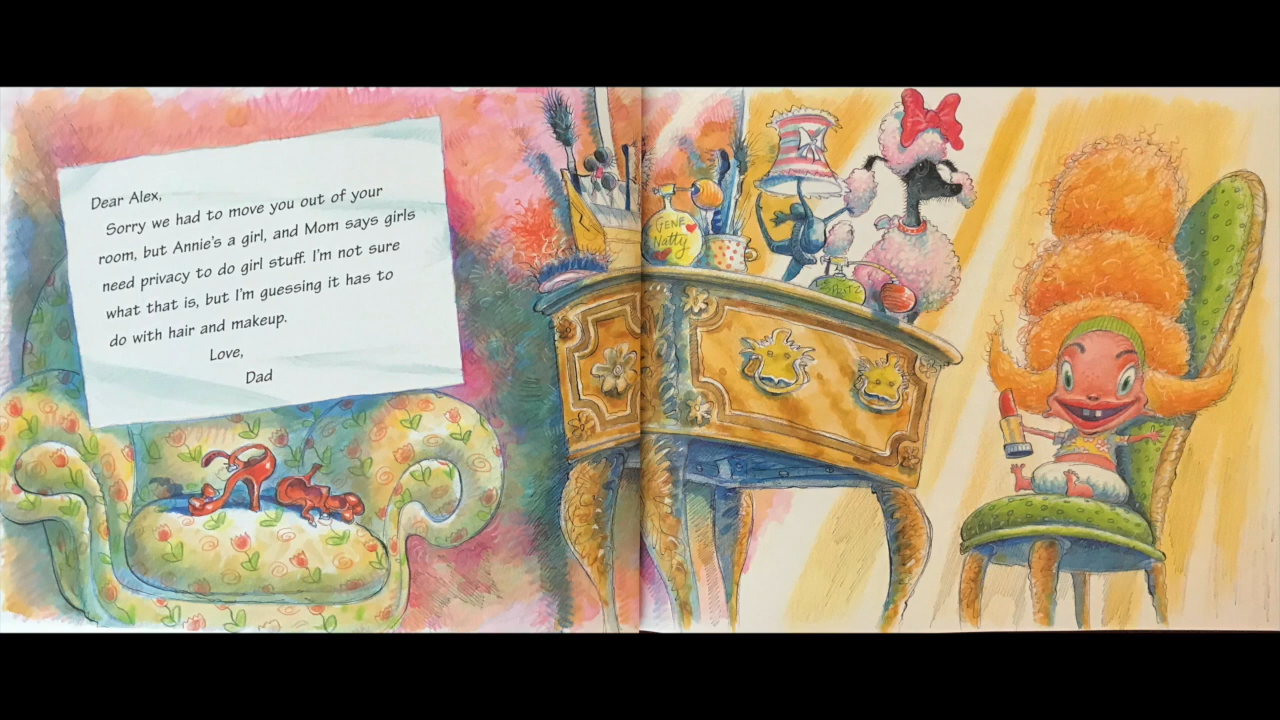 Dear Alex,
Sorry we had to move you out of your
room, but Annie's a girl, and Mom says girls
need privacy to do girl stuff. I'm not sure
what that is, but I'm guessing it has to
do with hair and makeup.
Love,
Dad
GENE
Natty
SPRITZ